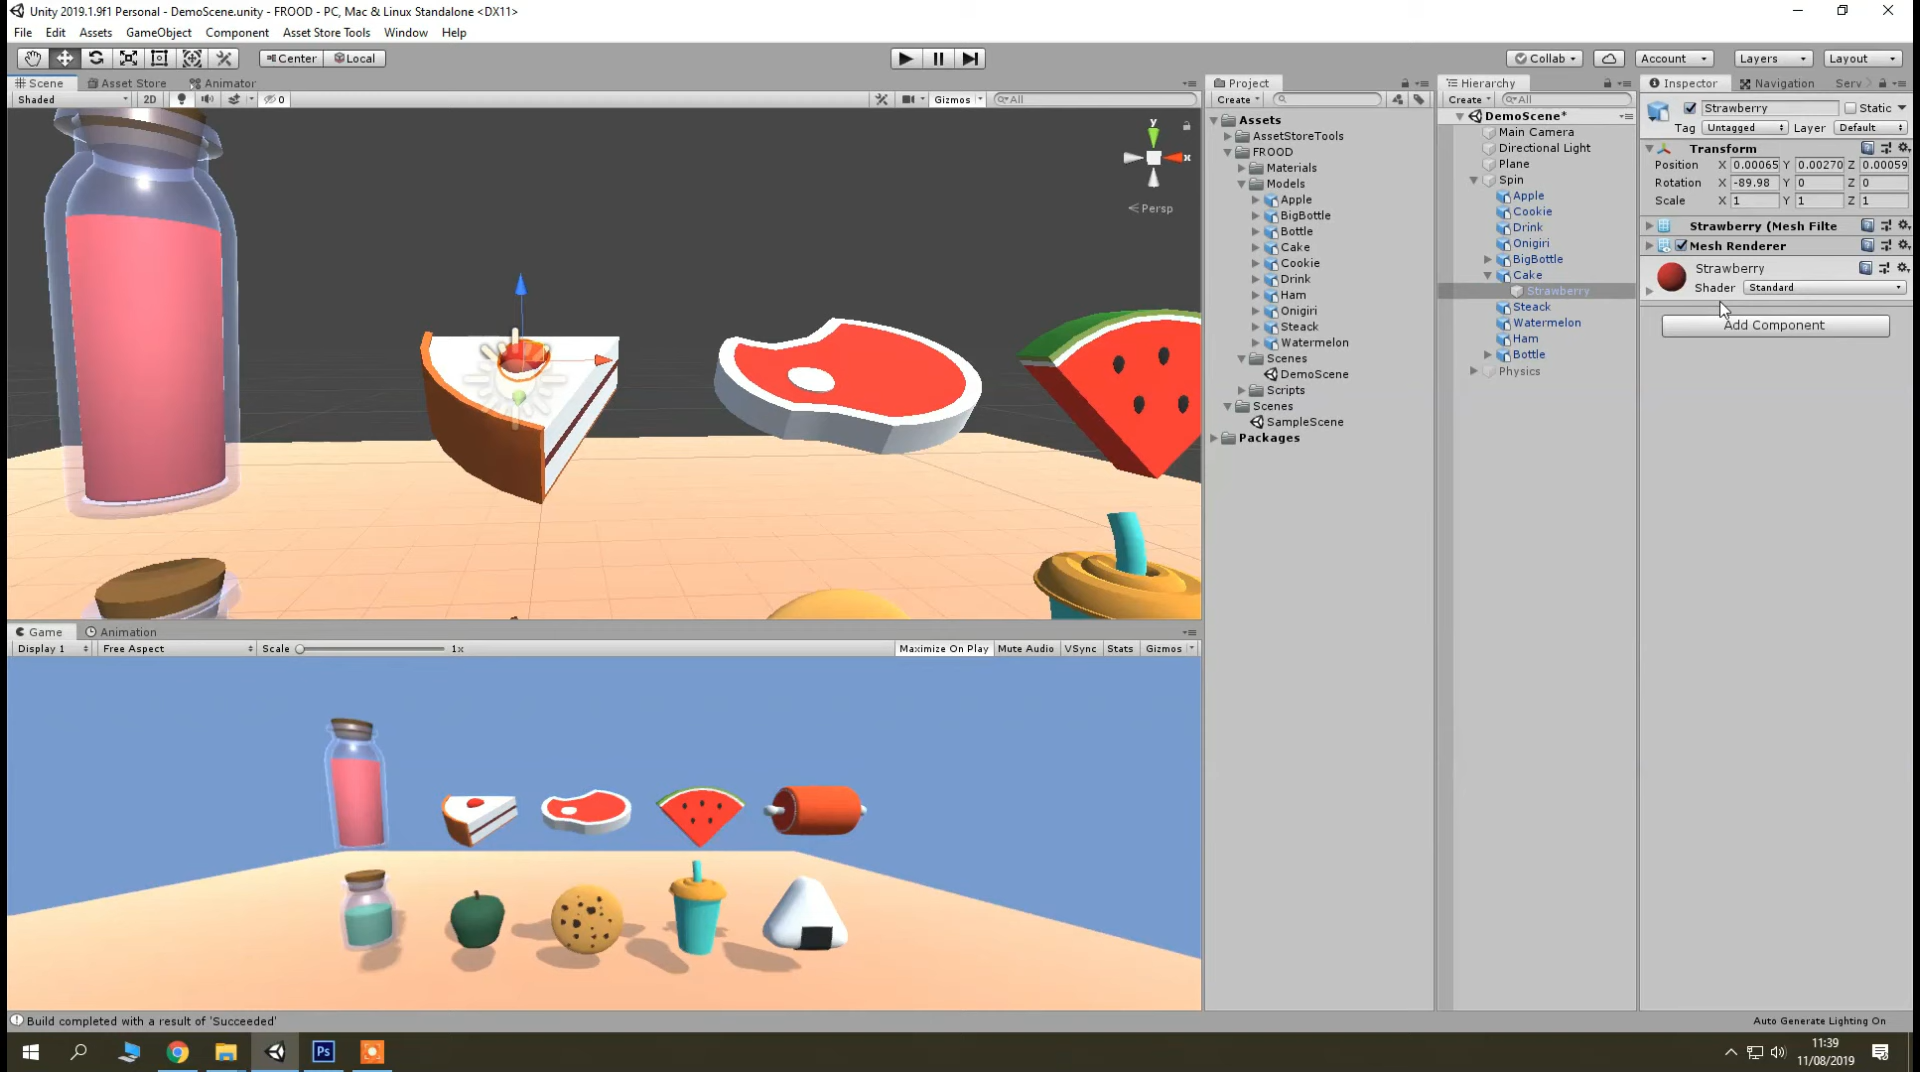 Unity 2019.1.9f1 Personal - DemoScene.unity - FROOD - PC, Mac & Linux Standalone <DX11>
File Edit Assets GameObject Component Asset Store Tools Window Help
Center Local Collab Account Layers Layout
Scene Asset Store Animator
Shaded 2D 0 Gizmos All
y
x
Persp
Game Animation
Display 1 Free Aspect Scale 1x Maximize On Play Mute Audio VSync Stats Gizmos
Project
Create
Assets
AssetStoreTools
FROOD
Materials
Models
Apple
BigBottle
Bottle
Cake
Cookie
Drink
Ham
Onigiri
Steack
Watermelon
Scenes
DemoScene
Scripts
Scenes
SampleScene
Packages
Hierarchy
Create All
DemoScene*
Main Camera
Directional Light
Plane
Spin
Apple
Cookie
Drink
Onigiri
BigBottle
Cake
Strawberry
Steack
Watermelon
Ham
Bottle
Physics
Inspector Navigation Serv
Strawberry Static
Tag Untagged Layer Default
Transform
Position X 0.00065 Y 0.00270 Z 0.00059
Rotation X -89.98 Y 0 Z 0
Scale X 1 Y 1 Z 1
Strawberry (Mesh Filte
Mesh Renderer
Strawberry
Shader Standard
Add Component
Build completed with a result of 'Succeeded'
Auto Generate Lighting On
Ps
11:39
11/08/2019